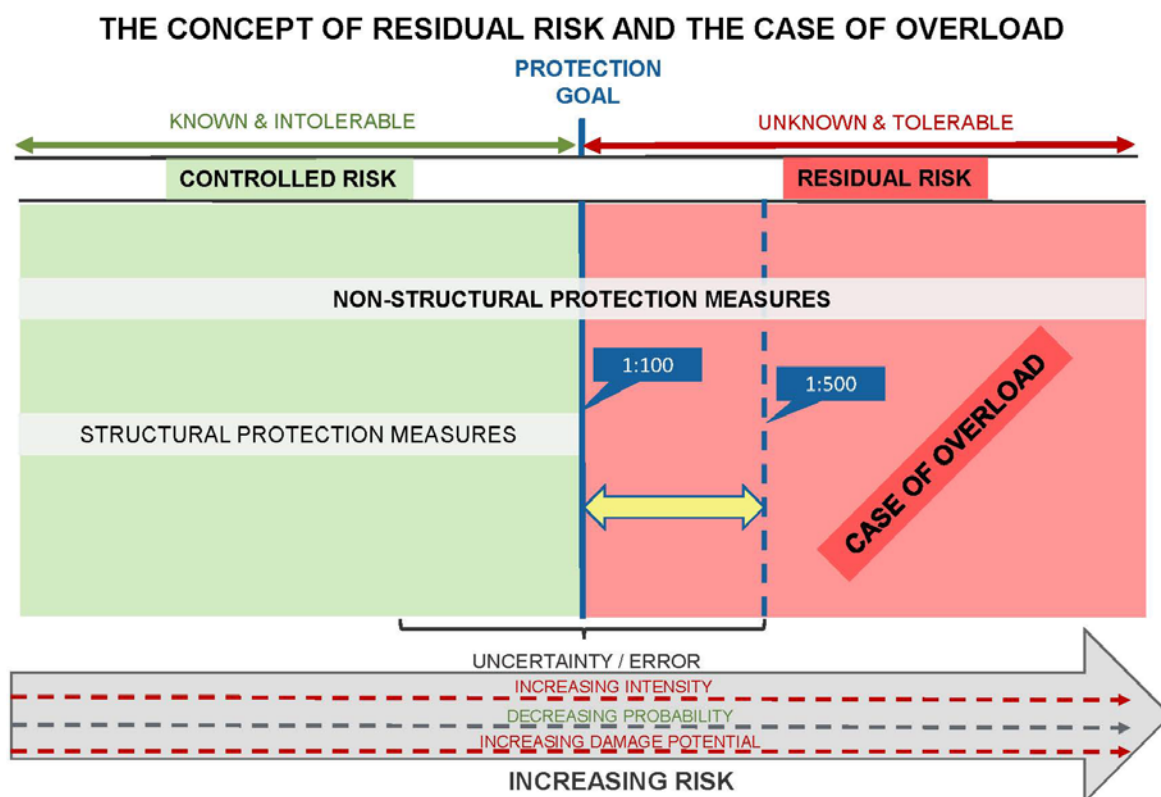 THE CONCEPT OF RESIDUAL RISK AND THE CASE OF OVERLOAD
PROTECTION
GOAL
KNOWN & INTOLERABLE
UNKNOWN & TOLERABLE
CONTROLLED RISK
RESIDUAL RISK
NON-STRUCTURAL PROTECTION MEASURES
1:100
1:500
STRUCTURAL PROTECTION MEASURES
CASE OF OVERLOAD
UNCERTAINTY / ERROR
INCREASING INTENSITY
DECREASING PROBABILITY
INCREASING DAMAGE POTENTIAL
INCREASING RISK